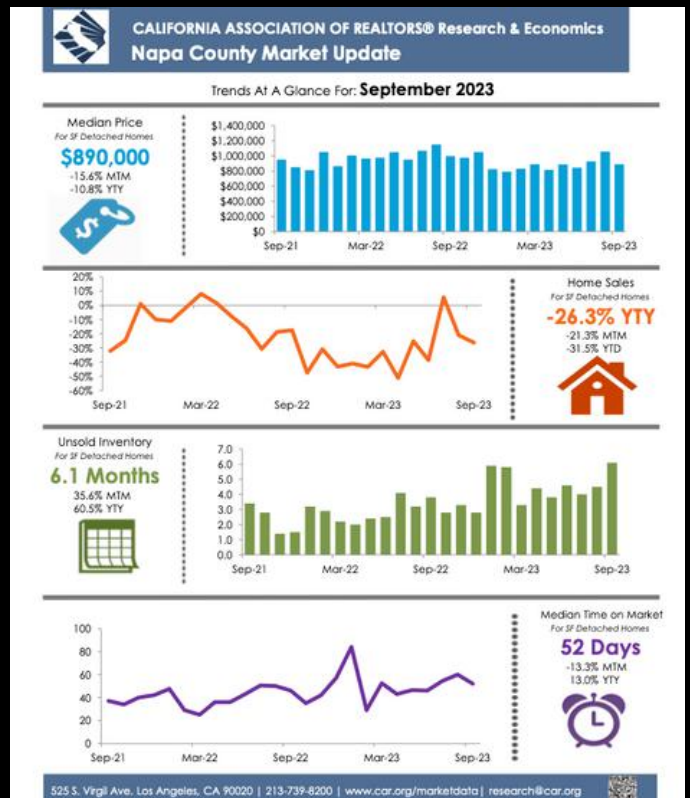 CALIFORNIA ASSOCIATION OF REALTORS® Research & Economics
Napa County Market Update
Trends At A Glance For: September 2023
Median Price
For SF Detached Homes
$890,000
-15.6% MTM
-10.8% YTY
$1,400,000
$1,200,000
$1,000,000
$800,000
$600,000
$400,000
$200,000
$0
Sep-21 Mar-22 Sep-22 Mar-23 Sep-23
20%
10%
0%
-10%
-20%
-30%
-40%
-50%
-60%
Sep-21 Mar-22 Sep-22 Mar-23 Sep-23
Home Sales
For SF Detached Homes
-26.3% YTY
-21.3% MTM
-31.5% YTD
Unsold Inventory
For SF Detached Homes
6.1 Months
35.6% MTM
60.5% YTY
7.0
6.0
5.0
4.0
3.0
2.0
1.0
0.0
Sep-21 Mar-22 Sep-22 Mar-23 Sep-23
100
80
60
40
20
0
Sep-21 Mar-22 Sep-22 Mar-23 Sep-23
Median Time on Market
For SF Detached Homes
52 Days
-13.3% MTM
13.0% YTY
525 S. Virgil Ave. Los Angeles, CA 90020 | 213-739-8200 | www.car.org/marketdata| research@car.org